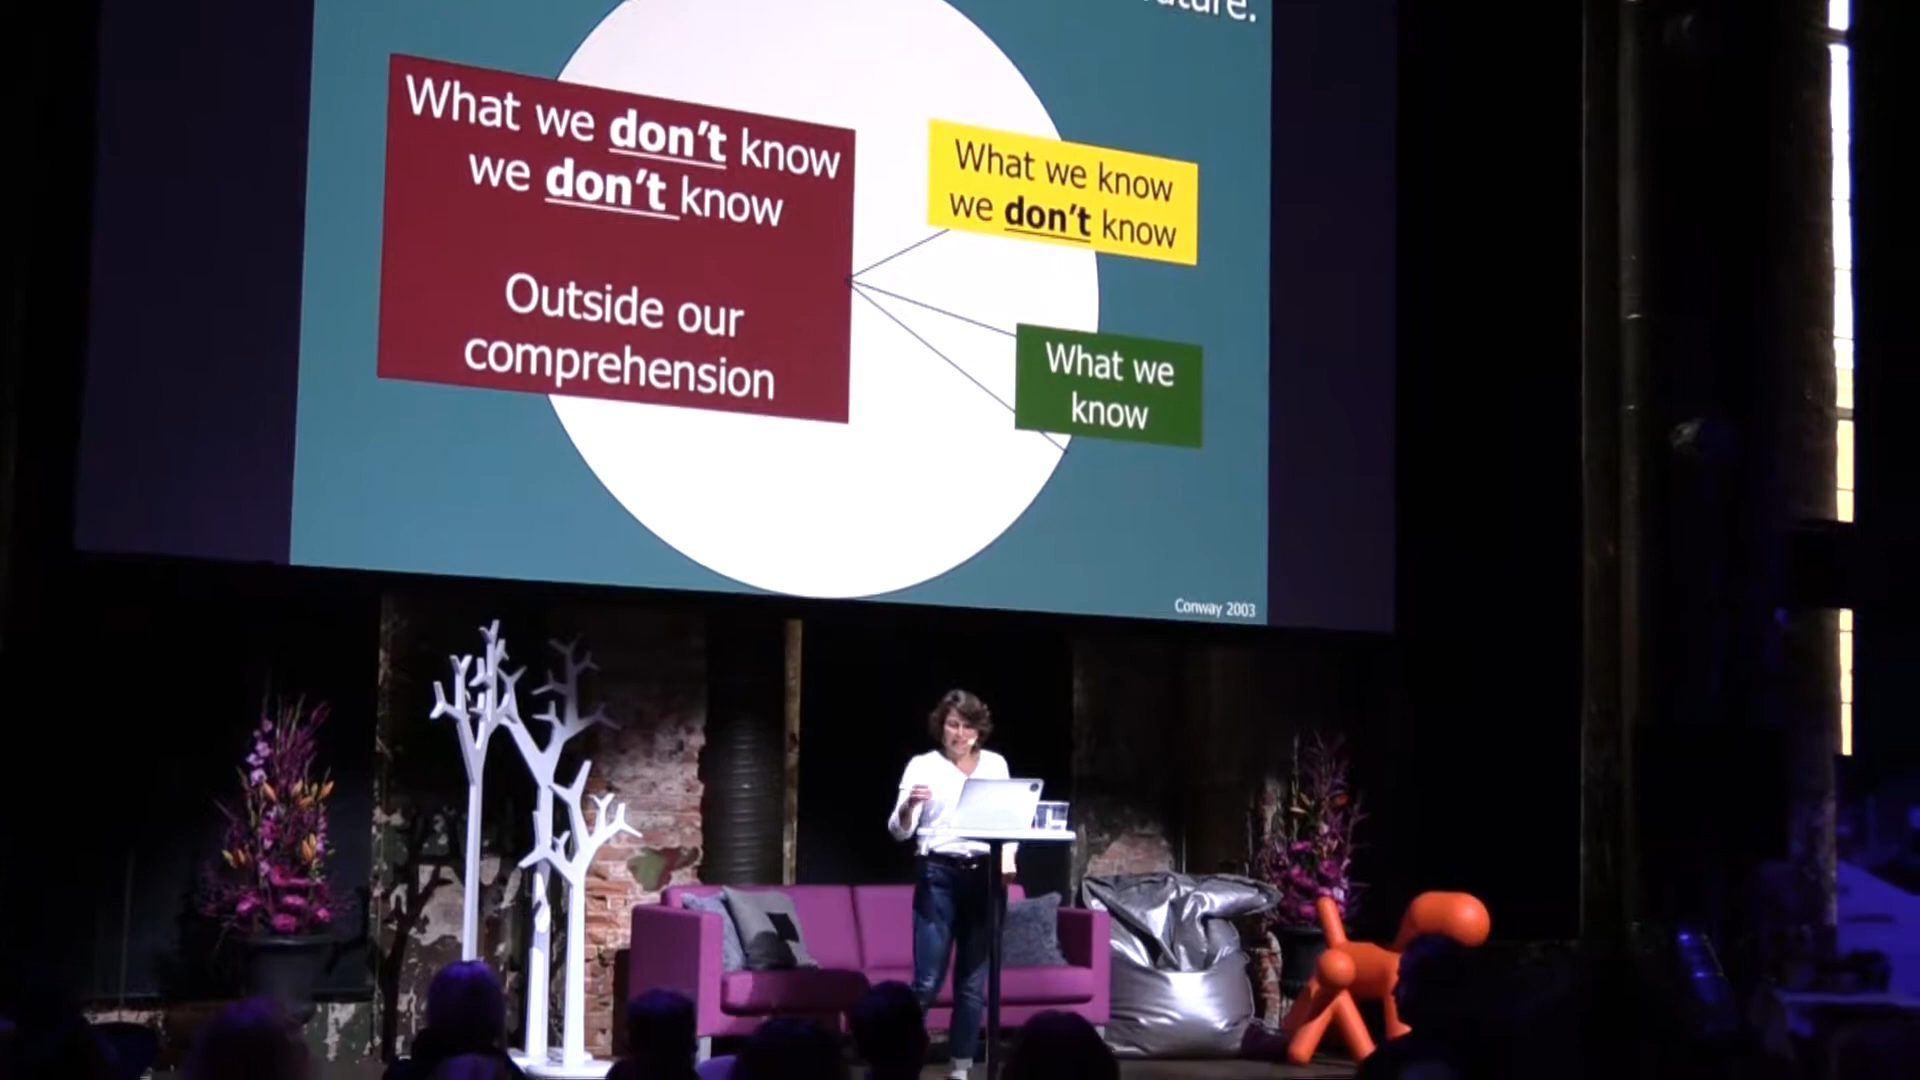 What we don't know
we don't know
Outside our
comprehension
What we know
we don't know
What we
know
Conway 2003